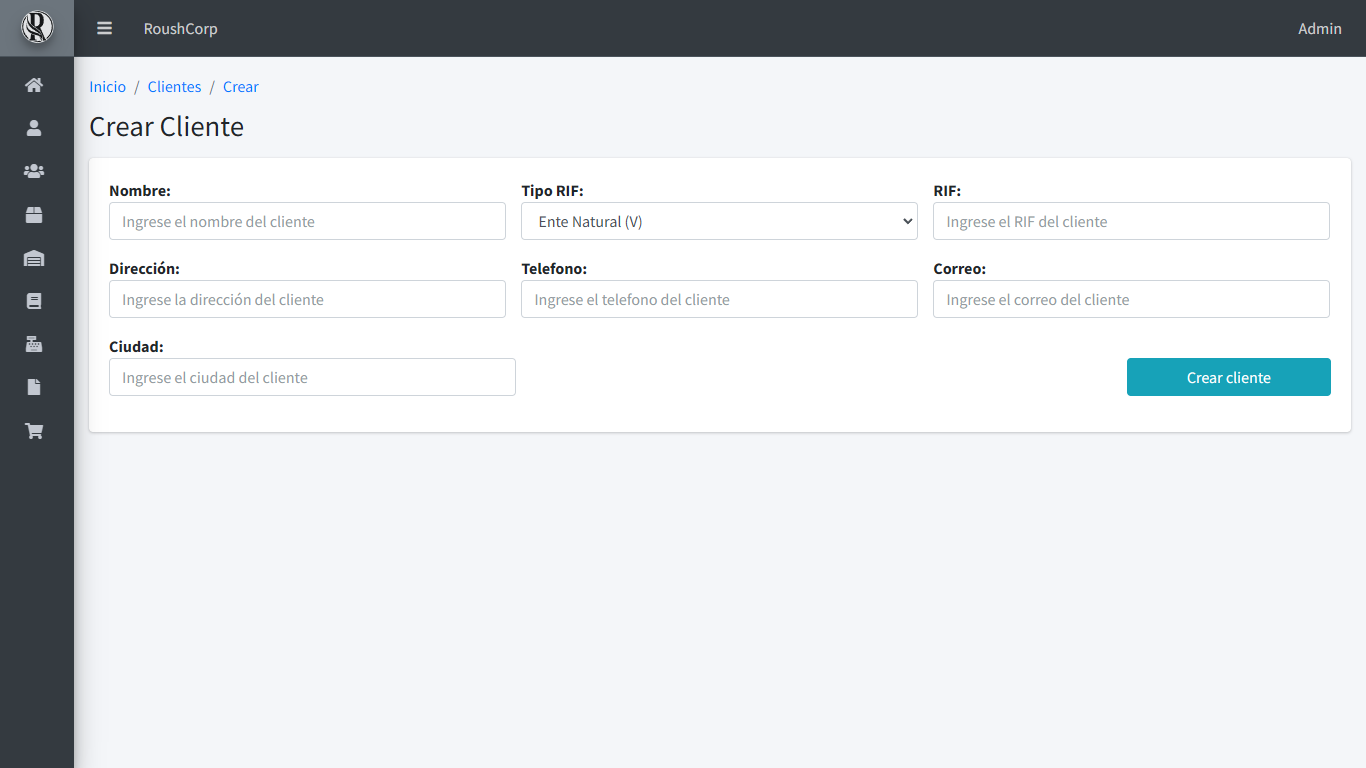 RoushCorp Admin
Inicio / Clientes / Crear
Crear Cliente
Nombre: Tipo RIF: RIF:
Ingrese el nombre del cliente Ente Natural (V) Ingrese el RIF del cliente
Dirección: Telefono: Correo:
Ingrese la dirección del cliente Ingrese el telefono del cliente Ingrese el correo del cliente
Ciudad:
Ingrese el ciudad del cliente Crear cliente